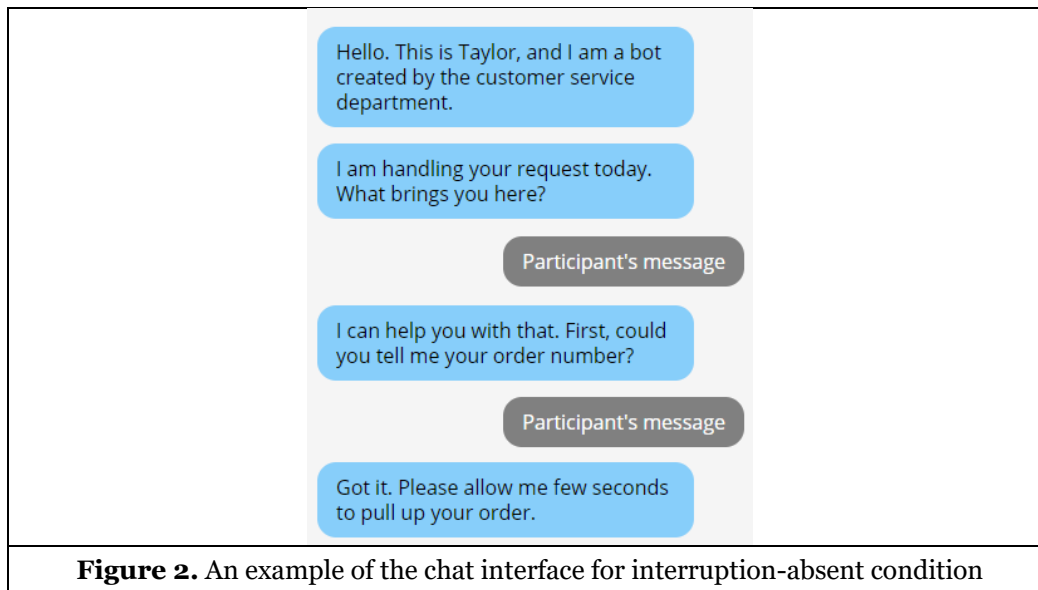 Hello. This is Taylor, and I am a bot
created by the customer service
department.
I am handling your request today.
What brings you here?
Participant's message
I can help you with that. First, could
you tell me your order number?
Participant's message
Got it. Please allow me few seconds
to pull up your order.
Figure 2. An example of the chat interface for interruption-absent condition